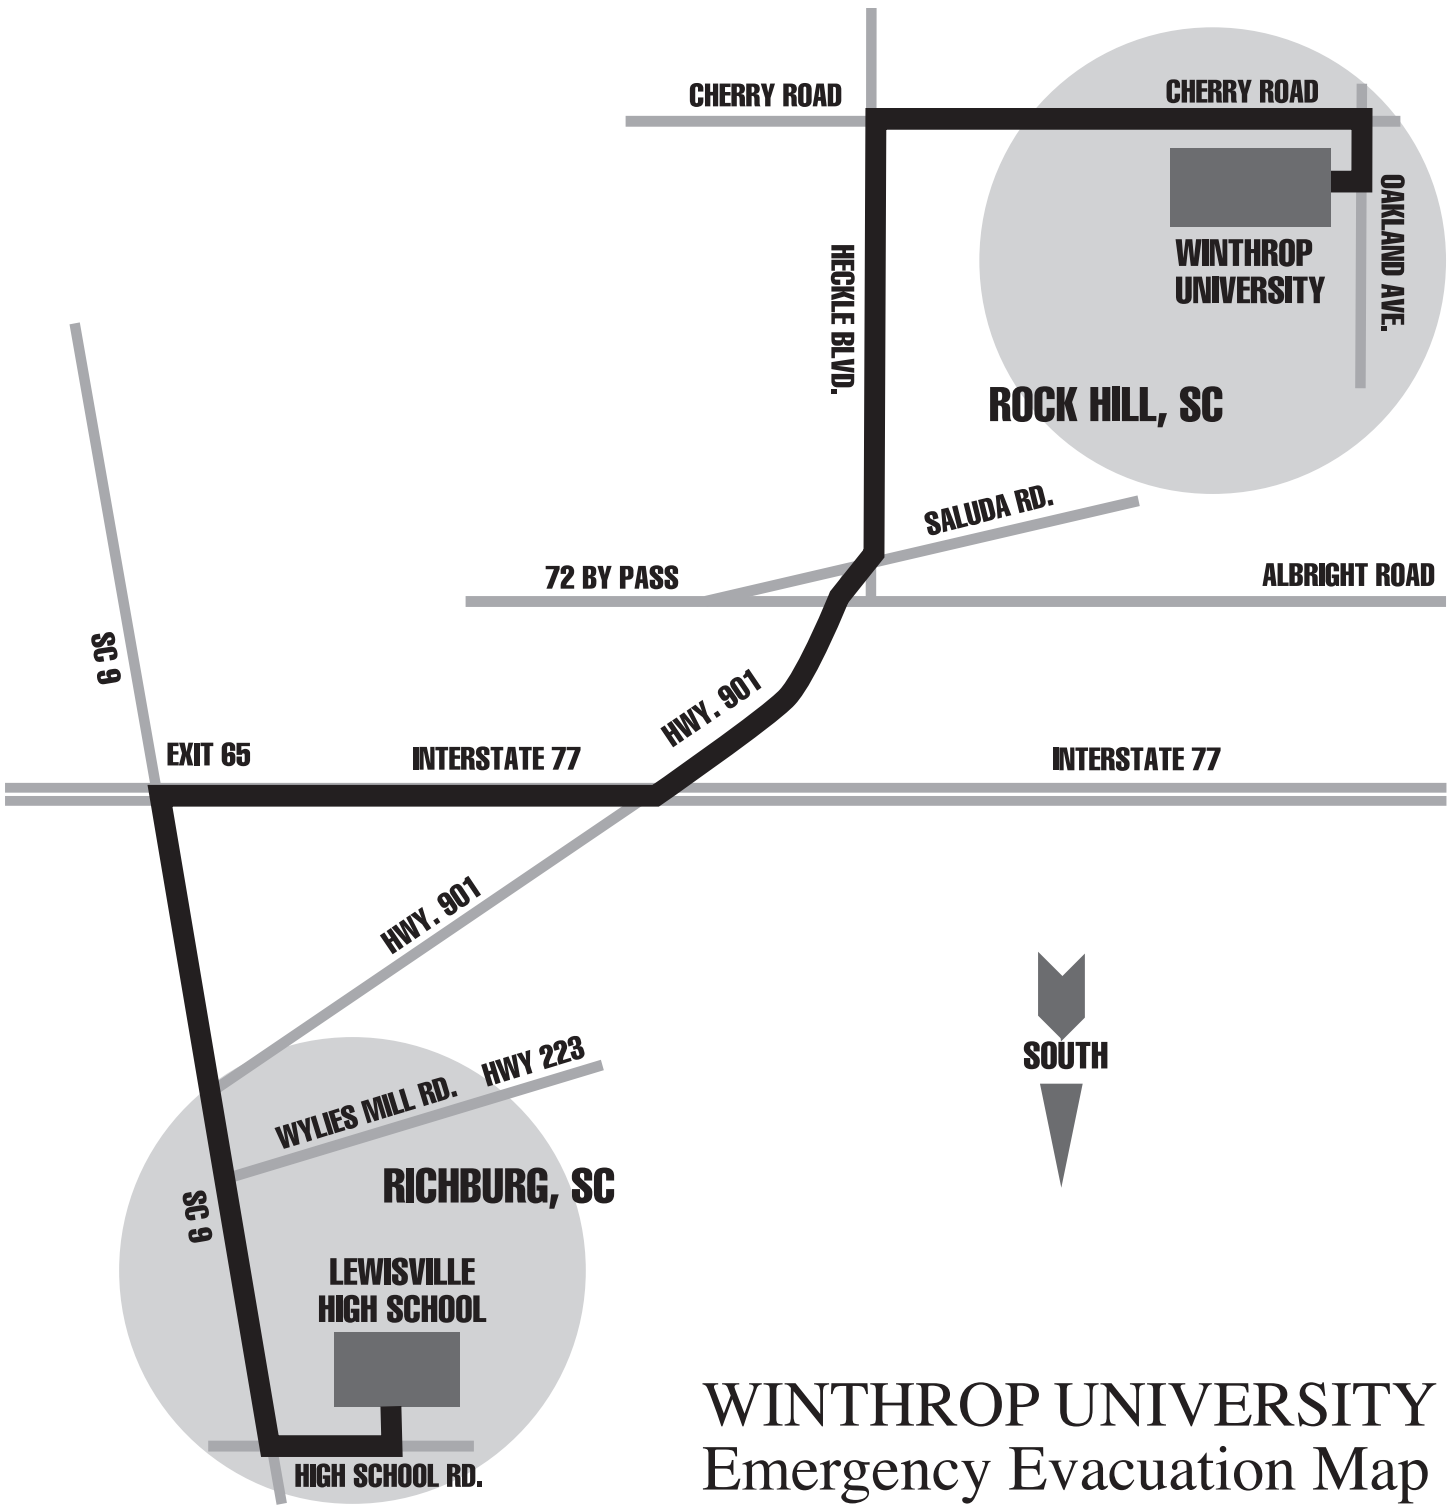 CHERRY ROAD
CHERRY ROAD
OAKLAND AVE.
WINTHROP
UNIVERSITY
HECKLE BLVD.
ROCK HILL, SC
SALUDA RD.
72 BY PASS
ALBRIGHT ROAD
SC 9
HWY. 901
EXIT 65
INTERSTATE 77
INTERSTATE 77
HWY. 901
SOUTH
WYLIES MILL RD. HWY 223
RICHBURG, SC
SC 9
LEWISVILLE
HIGH SCHOOL
HIGH SCHOOL RD.
WINTHROP UNIVERSITY
Emergency Evacuation Map